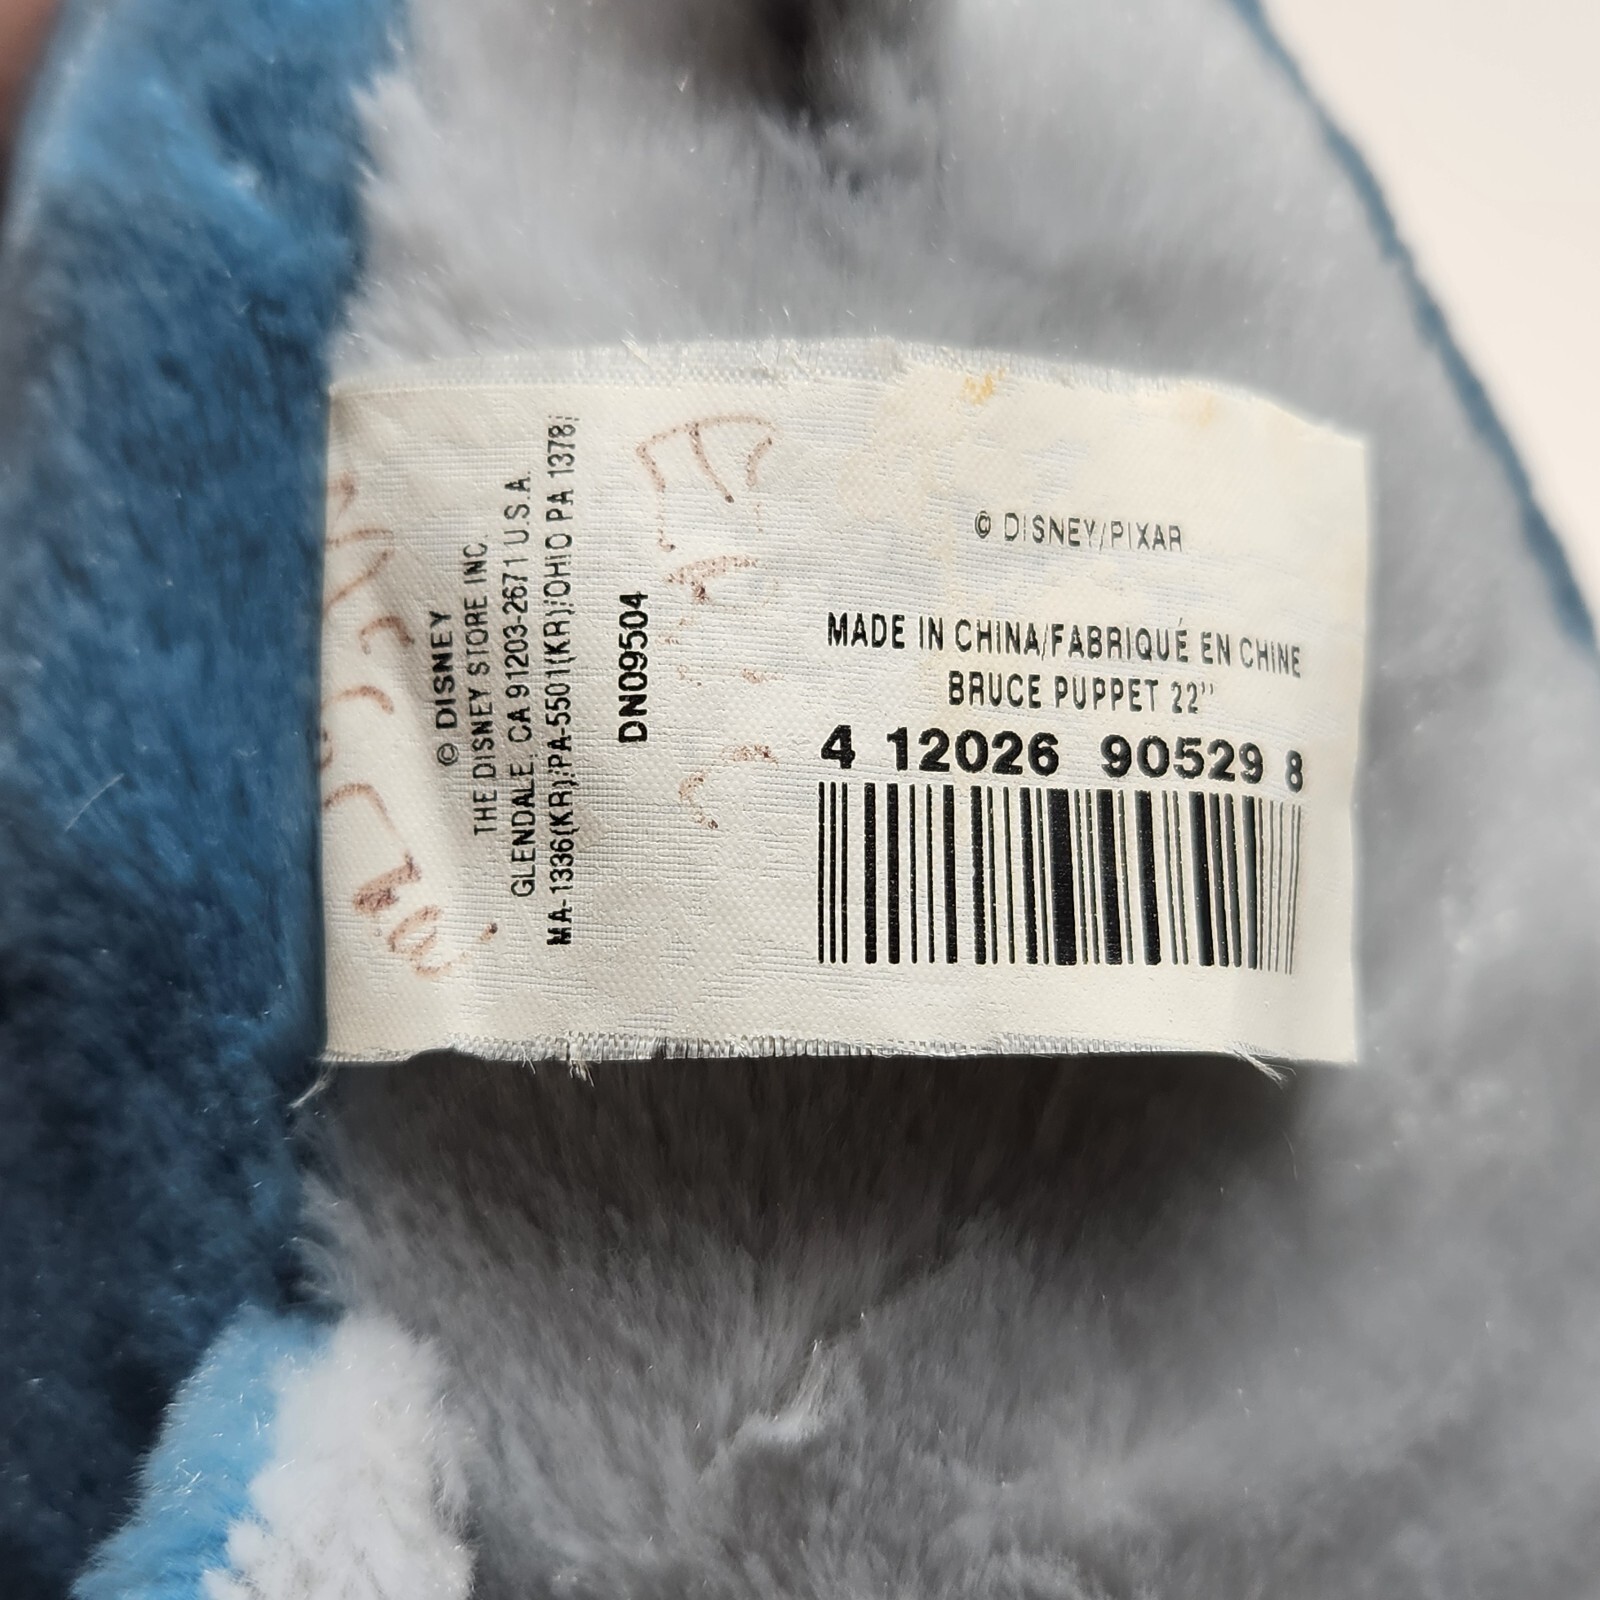 © DISNEY
THE DISNEY STORE INC.
GLENDALE, CA 91203-2671 U.S.A.
MA-1336(KR)/PA-5501(KR)/OHIO PA 1378/
DN09504
© DISNEY/PIXAR
MADE IN CHINA/FABRIQUÉ EN CHINE
BRUCE PUPPET 22"
4 12026 90529 8